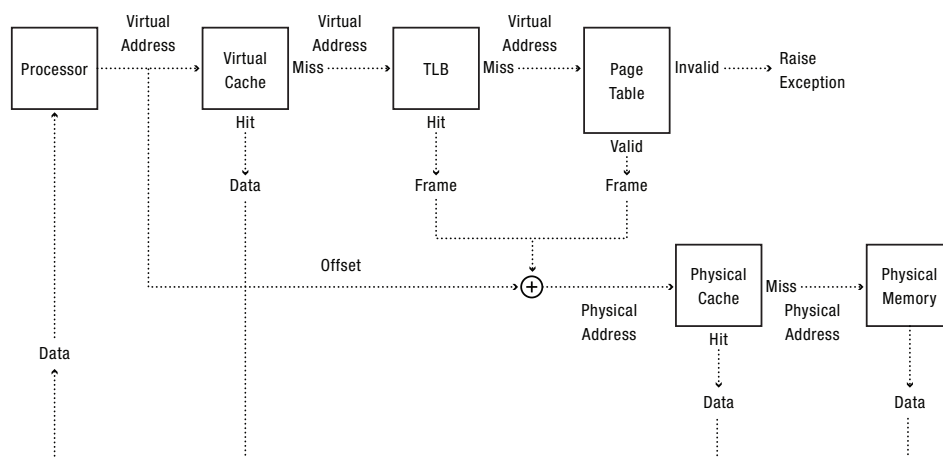 Virtual
Address
Virtual
Address
Virtual
Address
Processor
Virtual
Cache
Miss
TLB
Miss
Page
Table
Invalid
Raise
Exception
Hit
Hit
Valid
Data
Frame
Frame
Offset
Physical
Cache
Miss
Physical
Memory
Physical
Address
Physical
Address
Hit
Data
Data
Data